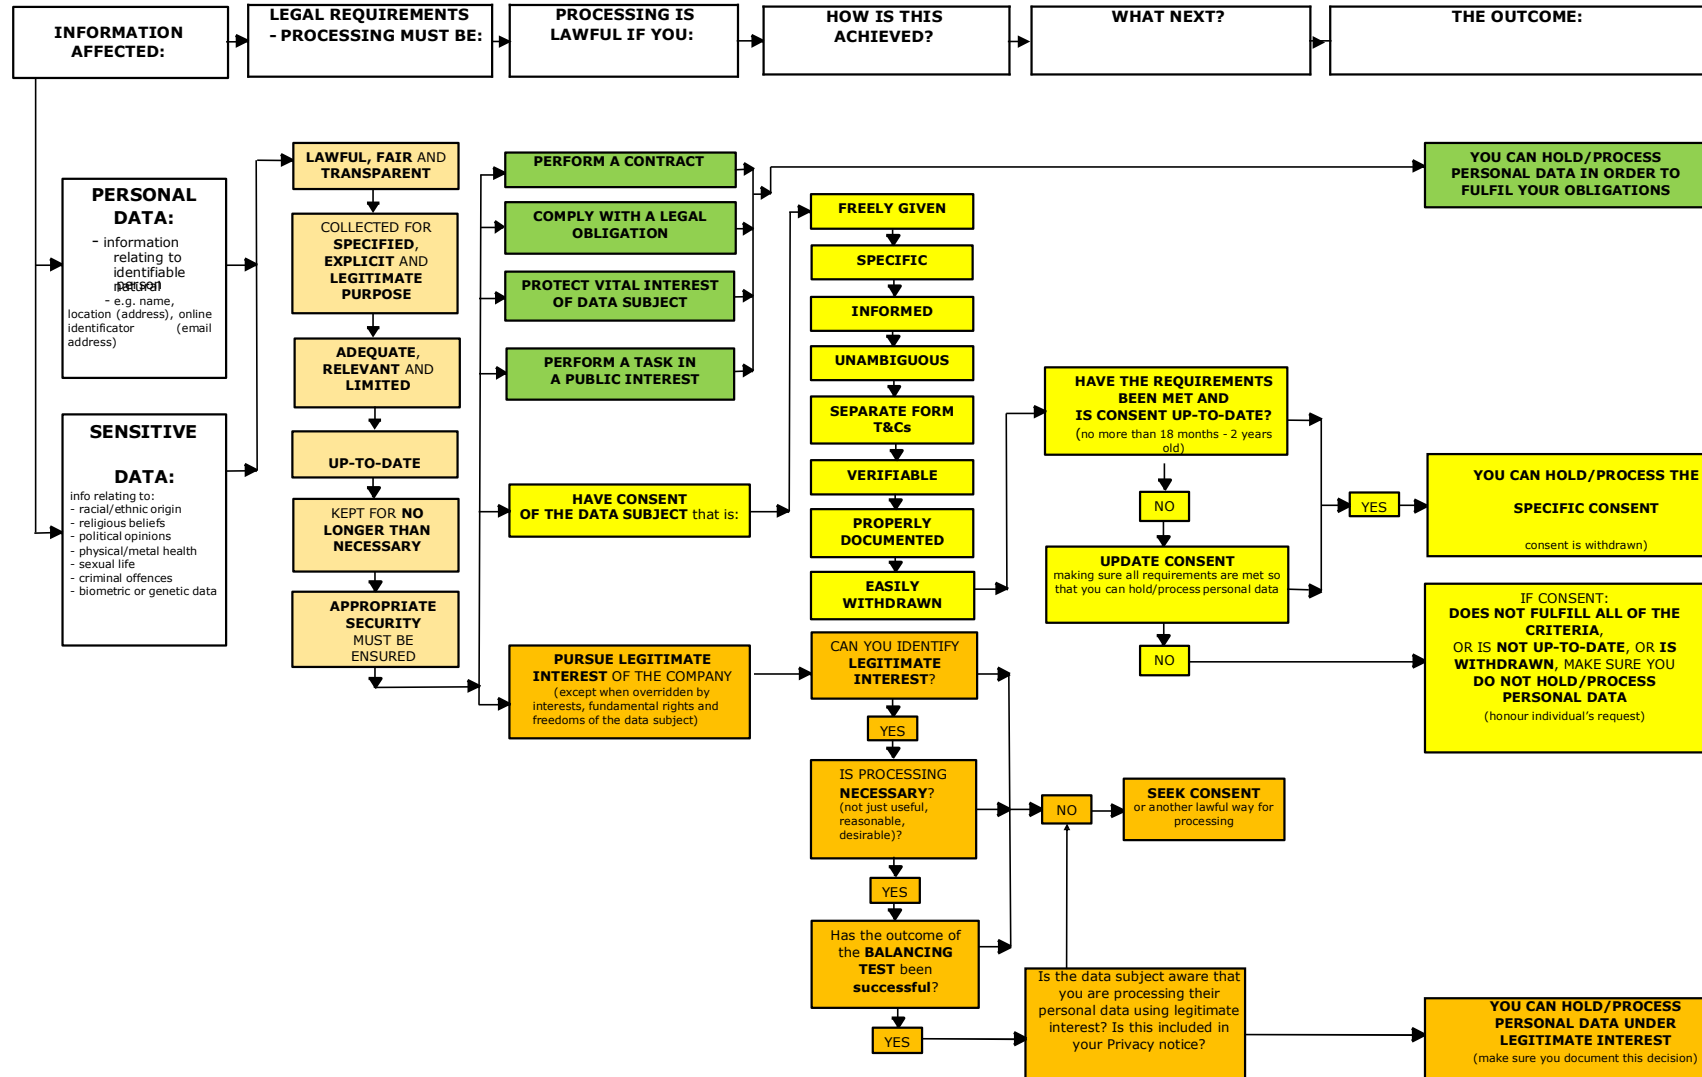 INFORMATION
AFFECTED:
LEGAL REQUIREMENTS
- PROCESSING MUST BE:
PROCESSING IS
LAWFUL IF YOU:
HOW IS THIS
ACHIEVED?
WHAT NEXT?
THE OUTCOME:
PERSONAL
DATA:
- information
relating to
identifiable
natural
person
- e.g. name,
location (address), online
identificator (email
address)
SENSITIVE
DATA:
info relating to:
- racial/ethnic origin
- religious beliefs
- political opinions
- physical/metal health
- sexual life
- criminal offences
- biometric or genetic data
LAWFUL, FAIR AND
TRANSPARENT
COLLECTED FOR
SPECIFIED,
EXPLICIT AND
LEGITIMATE
PURPOSE
ADEQUATE,
RELEVANT AND
LIMITED
UP-TO-DATE
KEPT FOR NO
LONGER THAN
NECESSARY
APPROPRIATE
SECURITY
MUST BE
ENSURED
PERFORM A CONTRACT
COMPLY WITH A LEGAL
OBLIGATION
PROTECT VITAL INTEREST
OF DATA SUBJECT
PERFORM A TASK IN
A PUBLIC INTEREST
HAVE CONSENT
OF THE DATA SUBJECT that is:
PURSUE LEGITIMATE
INTEREST OF THE COMPANY
(except when overridden by
interests, fundamental rights and
freedoms of the data subject)
FREELY GIVEN
SPECIFIC
INFORMED
UNAMBIGUOUS
SEPARATE FORM
T&Cs
VERIFIABLE
PROPERLY
DOCUMENTED
EASILY
WITHDRAWN
CAN YOU IDENTIFY
LEGITIMATE
INTEREST?
YES
IS PROCESSING
NECESSARY?
(not just useful,
reasonable,
desirable)?
YES
Has the outcome of
the BALANCING
TEST been
successful?
YES
HAVE THE REQUIREMENTS
BEEN MET AND
IS CONSENT UP-TO-DATE?
(no more than 18 months - 2 years
old)
NO
UPDATE CONSENT
making sure all requirements are met so
that you can hold/process personal data
NO
YES
NO
SEEK CONSENT
or another lawful way for
processing
Is the data subject aware that
you are processing their
personal data using legitimate
interest? Is this included in
your Privacy notice?
YOU CAN HOLD/PROCESS
PERSONAL DATA IN ORDER TO
FULFIL YOUR OBLIGATIONS
YOU CAN HOLD/PROCESS THE
SPECIFIC CONSENT
consent is withdrawn)
IF CONSENT:
DOES NOT FULFILL ALL OF THE
CRITERIA,
OR IS NOT UP-TO-DATE, OR IS
WITHDRAWN, MAKE SURE YOU
DO NOT HOLD/PROCESS
PERSONAL DATA
(honour individual's request)
YOU CAN HOLD/PROCESS
PERSONAL DATA UNDER
LEGITIMATE INTEREST
(make sure you document this decision)